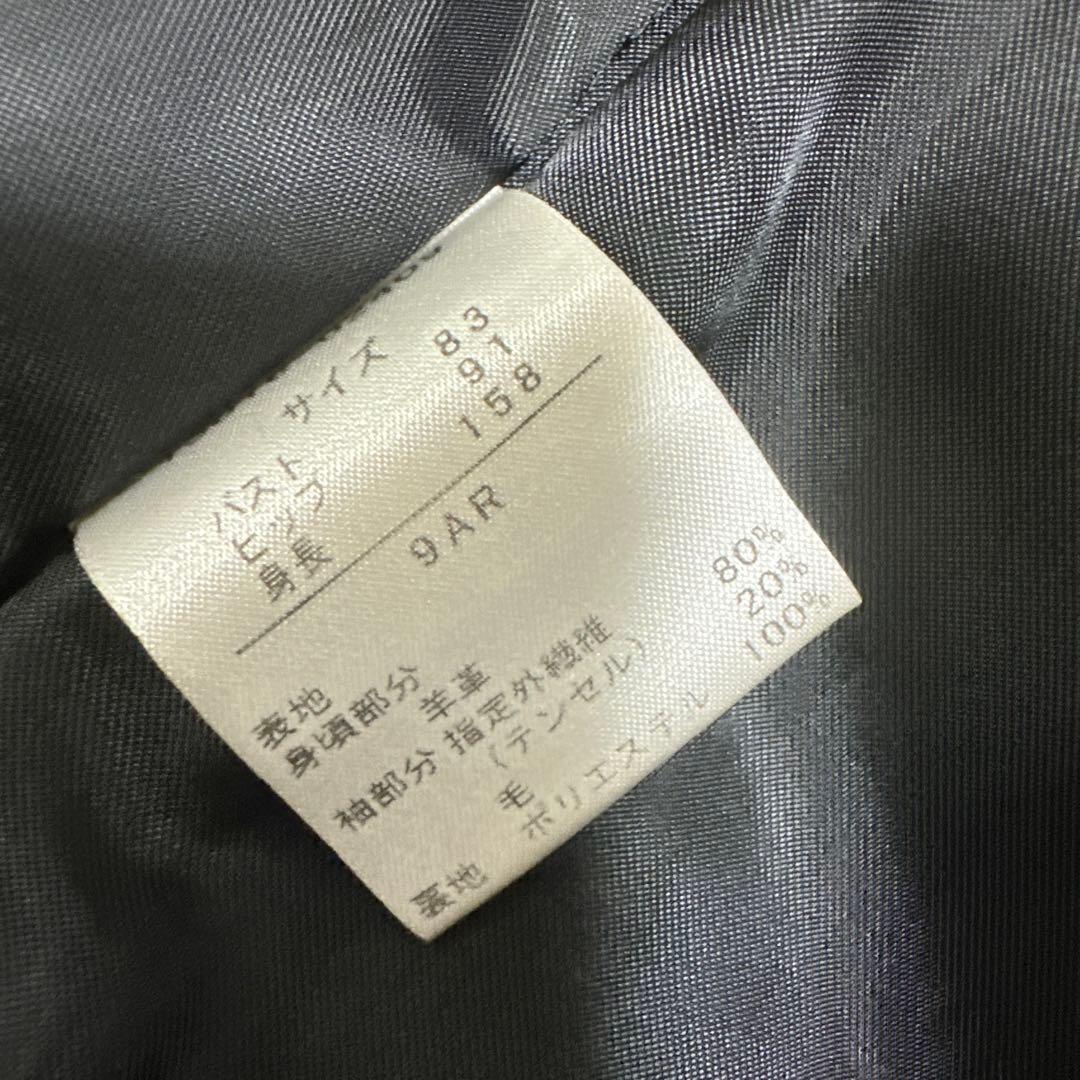 サイズ
バスト 83
ヒップ 91
身長 158
9AR
表地
身頃部分 羊革
袖部分 指定外繊維 80%
(テンセル)
毛 20%
裏地 ポリエステル 100%